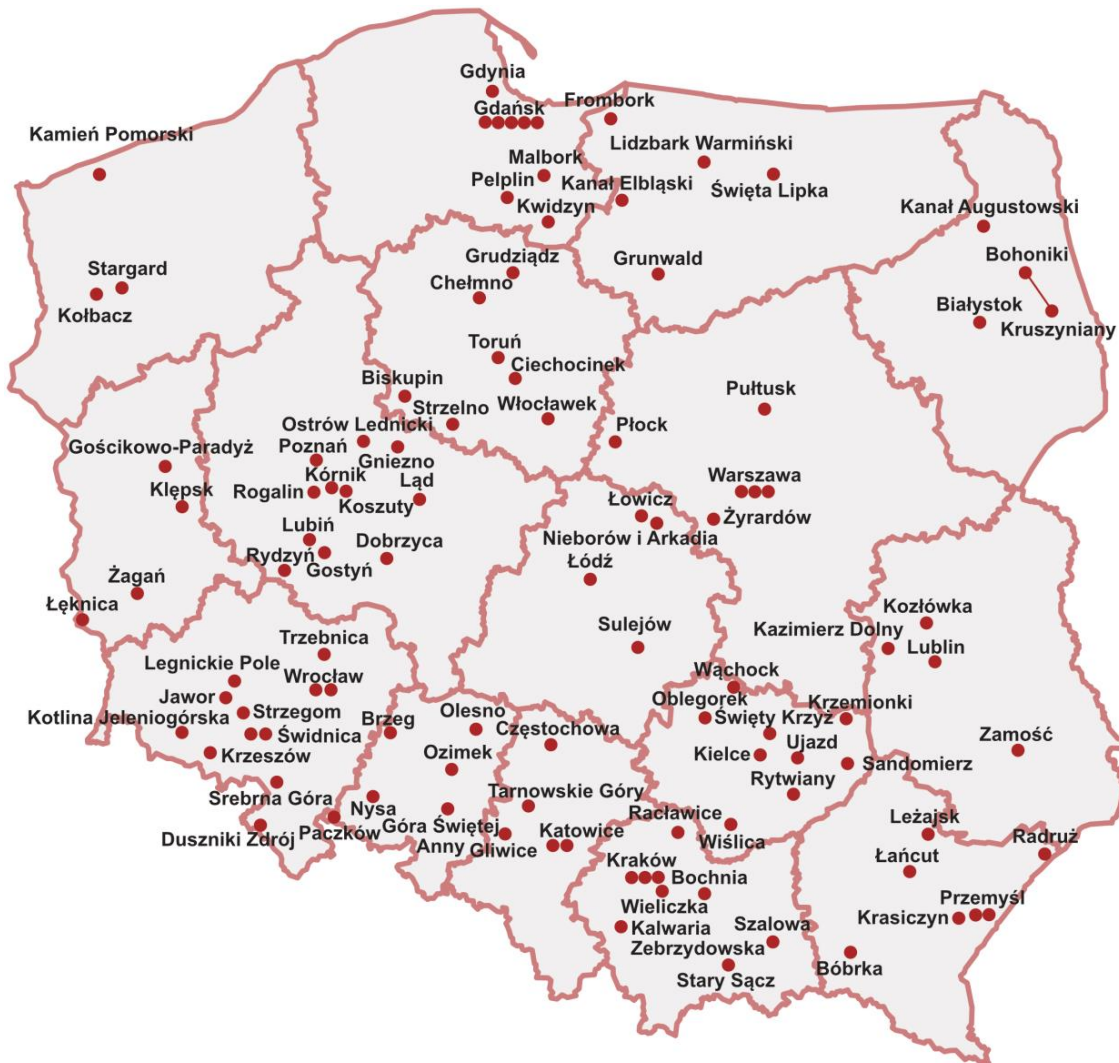 Gdynia
Gdańsk
Frombork
Kamień Pomorski
Lidzbark Warmiński
Malbork
Pelplin
Kanał Elbląski
Święta Lipka
Kwidzyn
Kanał Augustowski
Stargard
Grudziądz
Grunwald
Bohoniki
Chełmno
Kołbacz
Białystok
Kruszyniany
Toruń
Ciechocinek
Biskupin
Pułtusk
Strzelno
Włocławek
Ostrów Lednicki
Płock
Gościkowo-Paradyż
Poznań
Gniezno
Kórnik
Ląd
Warszawa
Klępsk
Rogalin
Koszuty
Łowicz
Żyrardów
Lubiń
Nieborów i Arkadia
Dobrzyca
Rydzyń
Gostyń
Łódź
Żagań
Łęknica
Kozłówka
Sulejów
Kazimierz Dolny
Trzebnica
Lublin
Legnickie Pole
Wrocław
Wąchock
Jawor
Oblęgorek
Krzemionki
Kotlina Jeleniogórska
Strzegom
Brzeg
Olesno
Częstochowa
Święty Krzyż
Świdnica
Zamość
Krzeszów
Ozimek
Kielce
Ujazd
Sandomierz
Rytwiany
Srebrna Góra
Tarnowskie Góry
Nysa
Racławice
Leżajsk
Duszniki Zdrój
Paczków
Góra Świętej
Anny
Gliwice
Katowice
Wiślica
Radruż
Łańcut
Kraków
Bochnia
Przemyśl
Wieliczka
Krasiczyn
Kalwaria
Zebrzydowska
Szalowa
Stary Sącz
Bóbrka